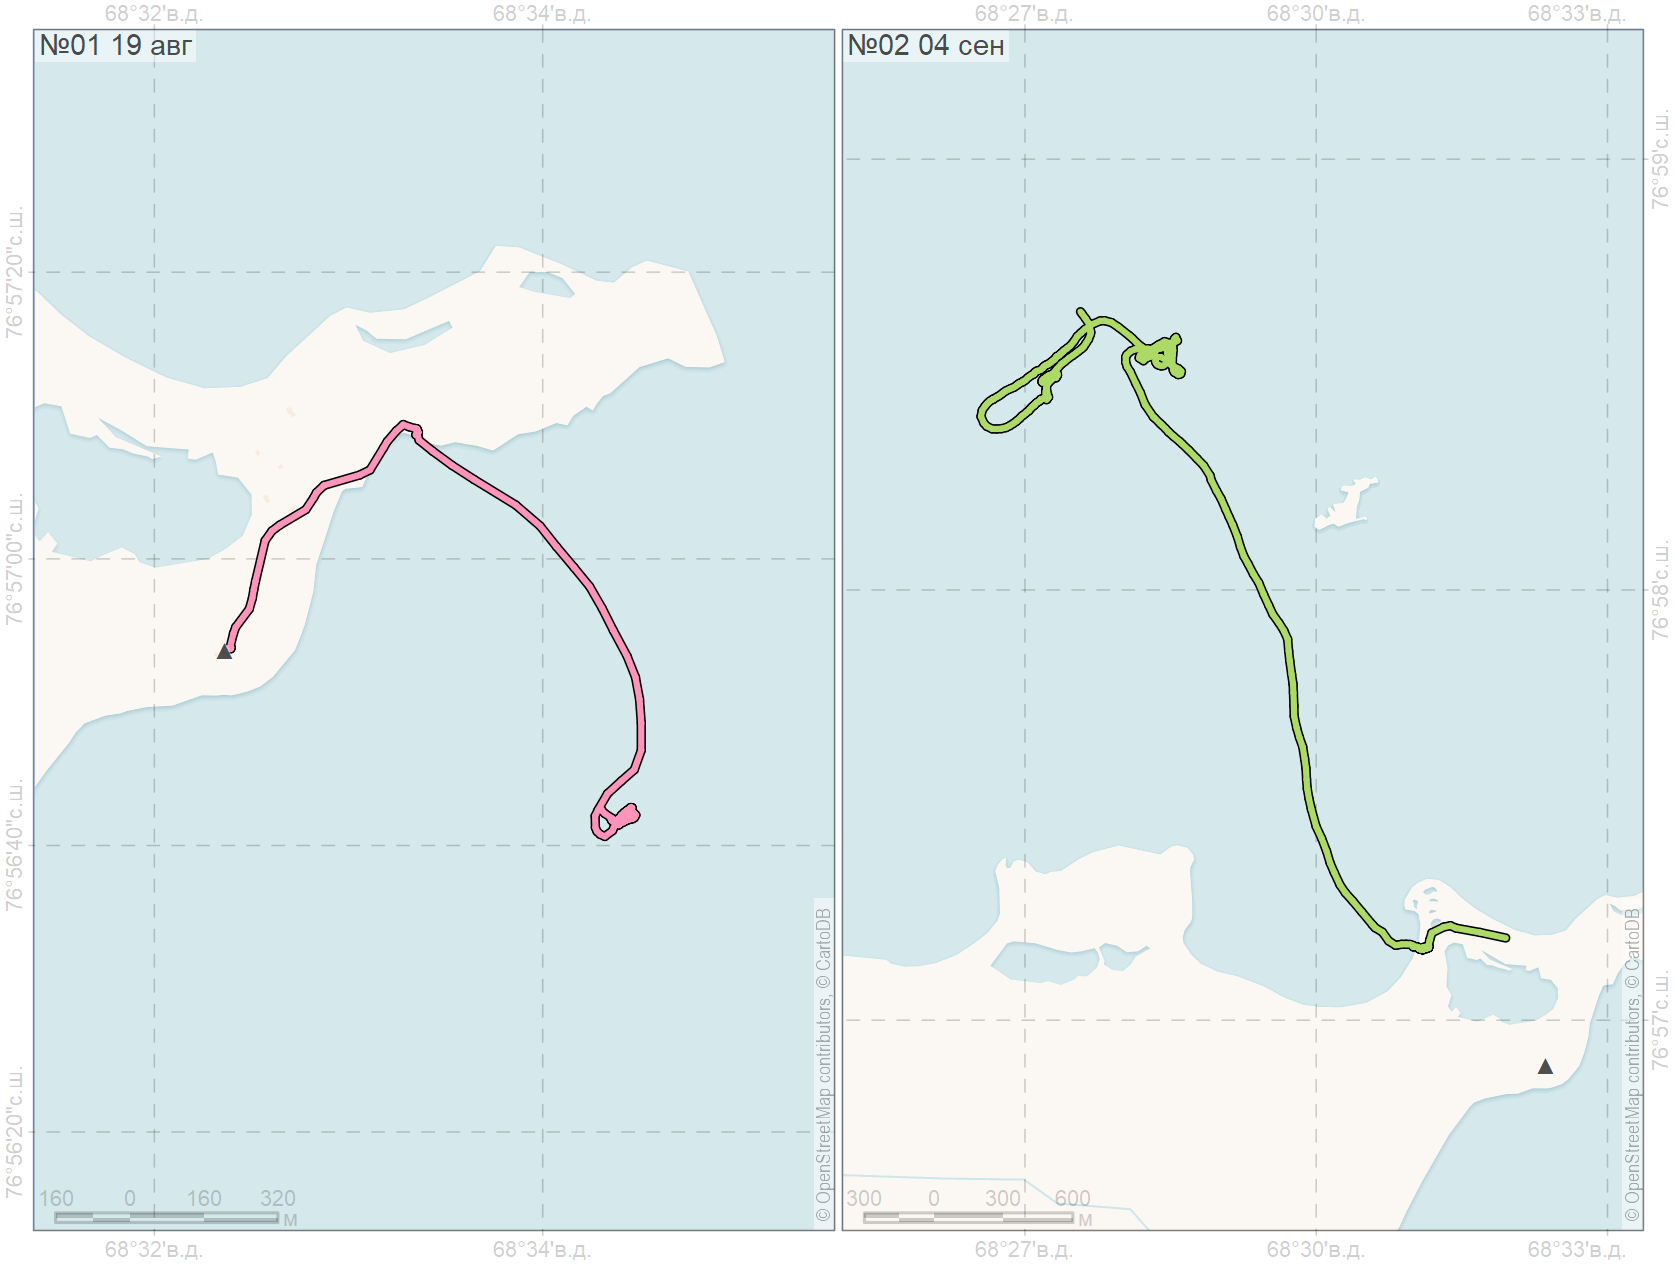 68°32'в.д.
68°34'в.д.
68°27'в.д.
68°30'в.д.
68°33'в.д.
№01 19 авг
№02 04 сен
76°57'20"с.ш.
76°57'00"с.ш.
76°56'40"с.ш.
76°56'20"с.ш.
76°59'с.ш.
76°58'с.ш.
76°57'с.ш.
© OpenStreetMap contributors, © CartoDB
© OpenStreetMap contributors, © CartoDB
160 0 160 320
м
300 0 300 600
м
68°32'в.д.
68°34'в.д.
68°27'в.д.
68°30'в.д.
68°33'в.д.